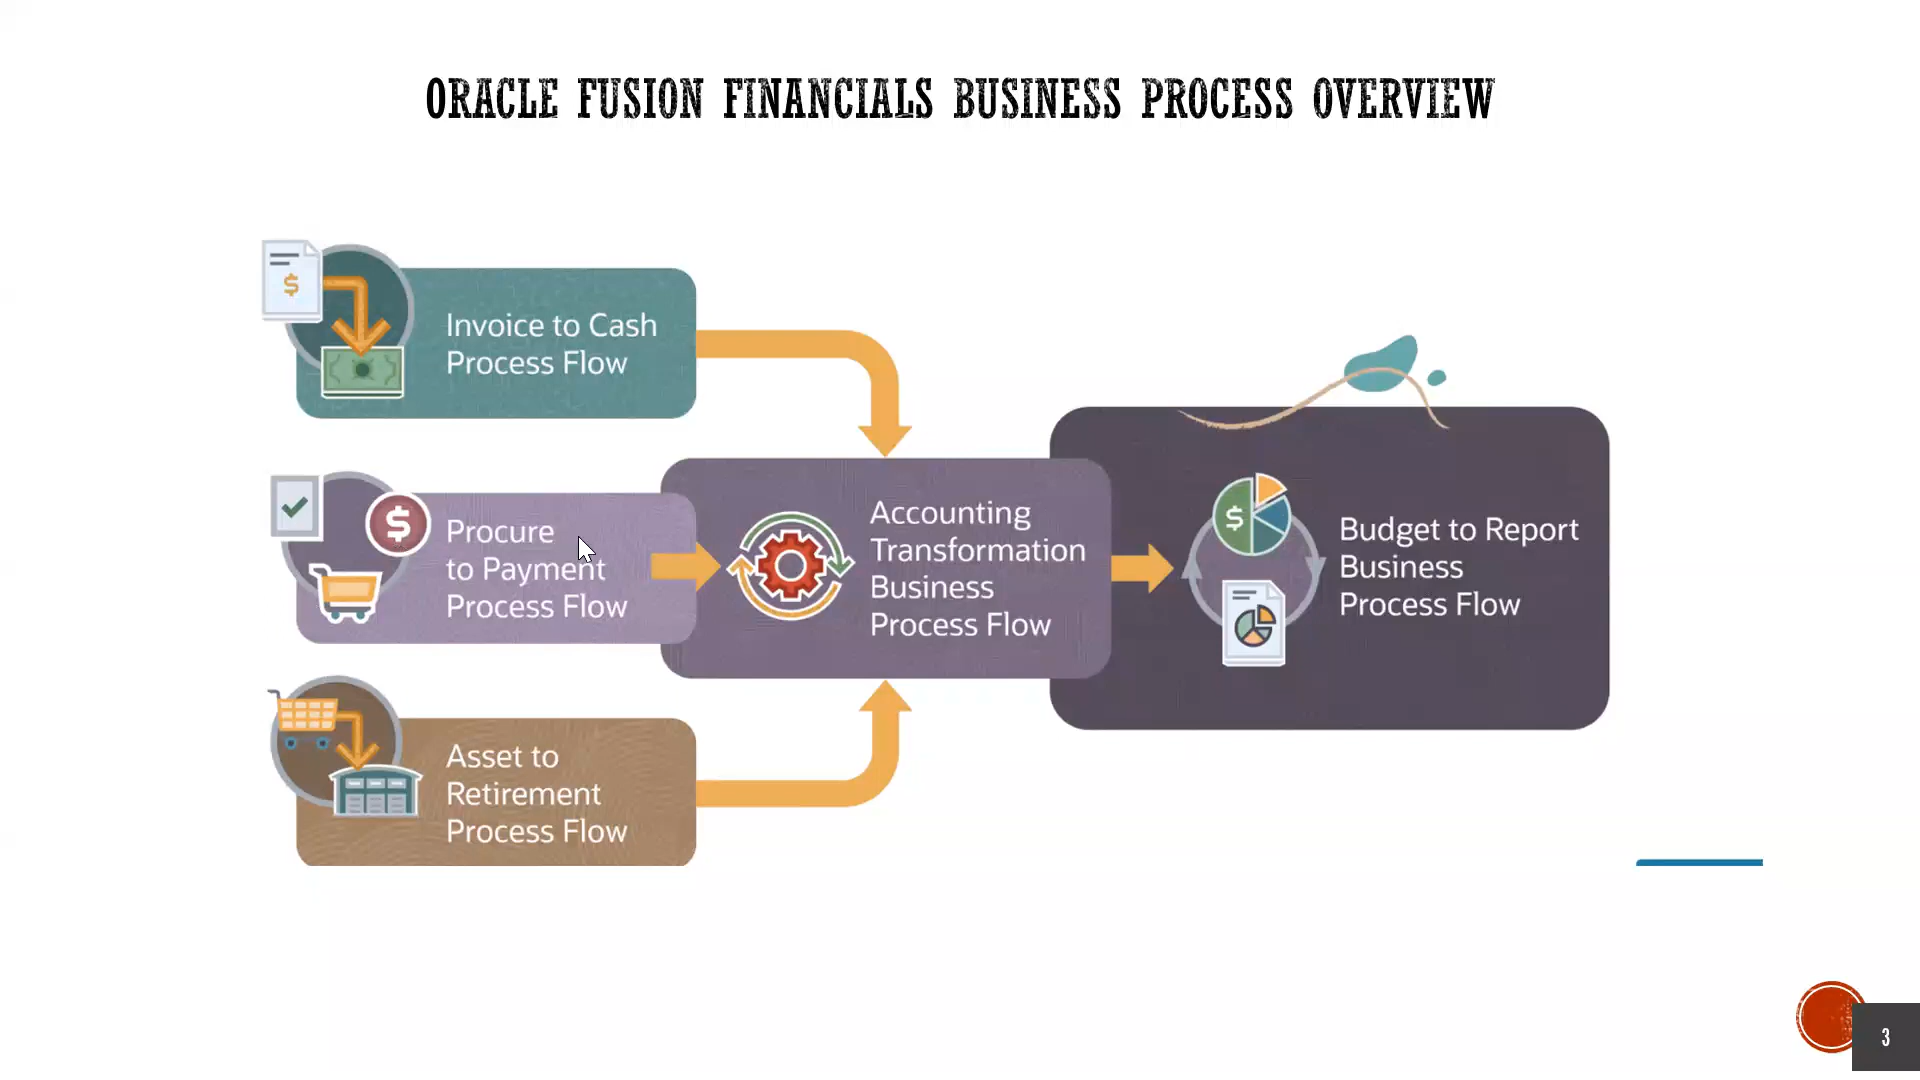 ORACLE FUSION FINANCIALS BUSINESS PROCESS OVERVIEW
$
Invoice to Cash
Process Flow
$
Procure
to Payment
Process Flow
Accounting
Transformation
Business
Process Flow
$
Budget to Report
Business
Process Flow
Asset to
Retirement
Process Flow
3